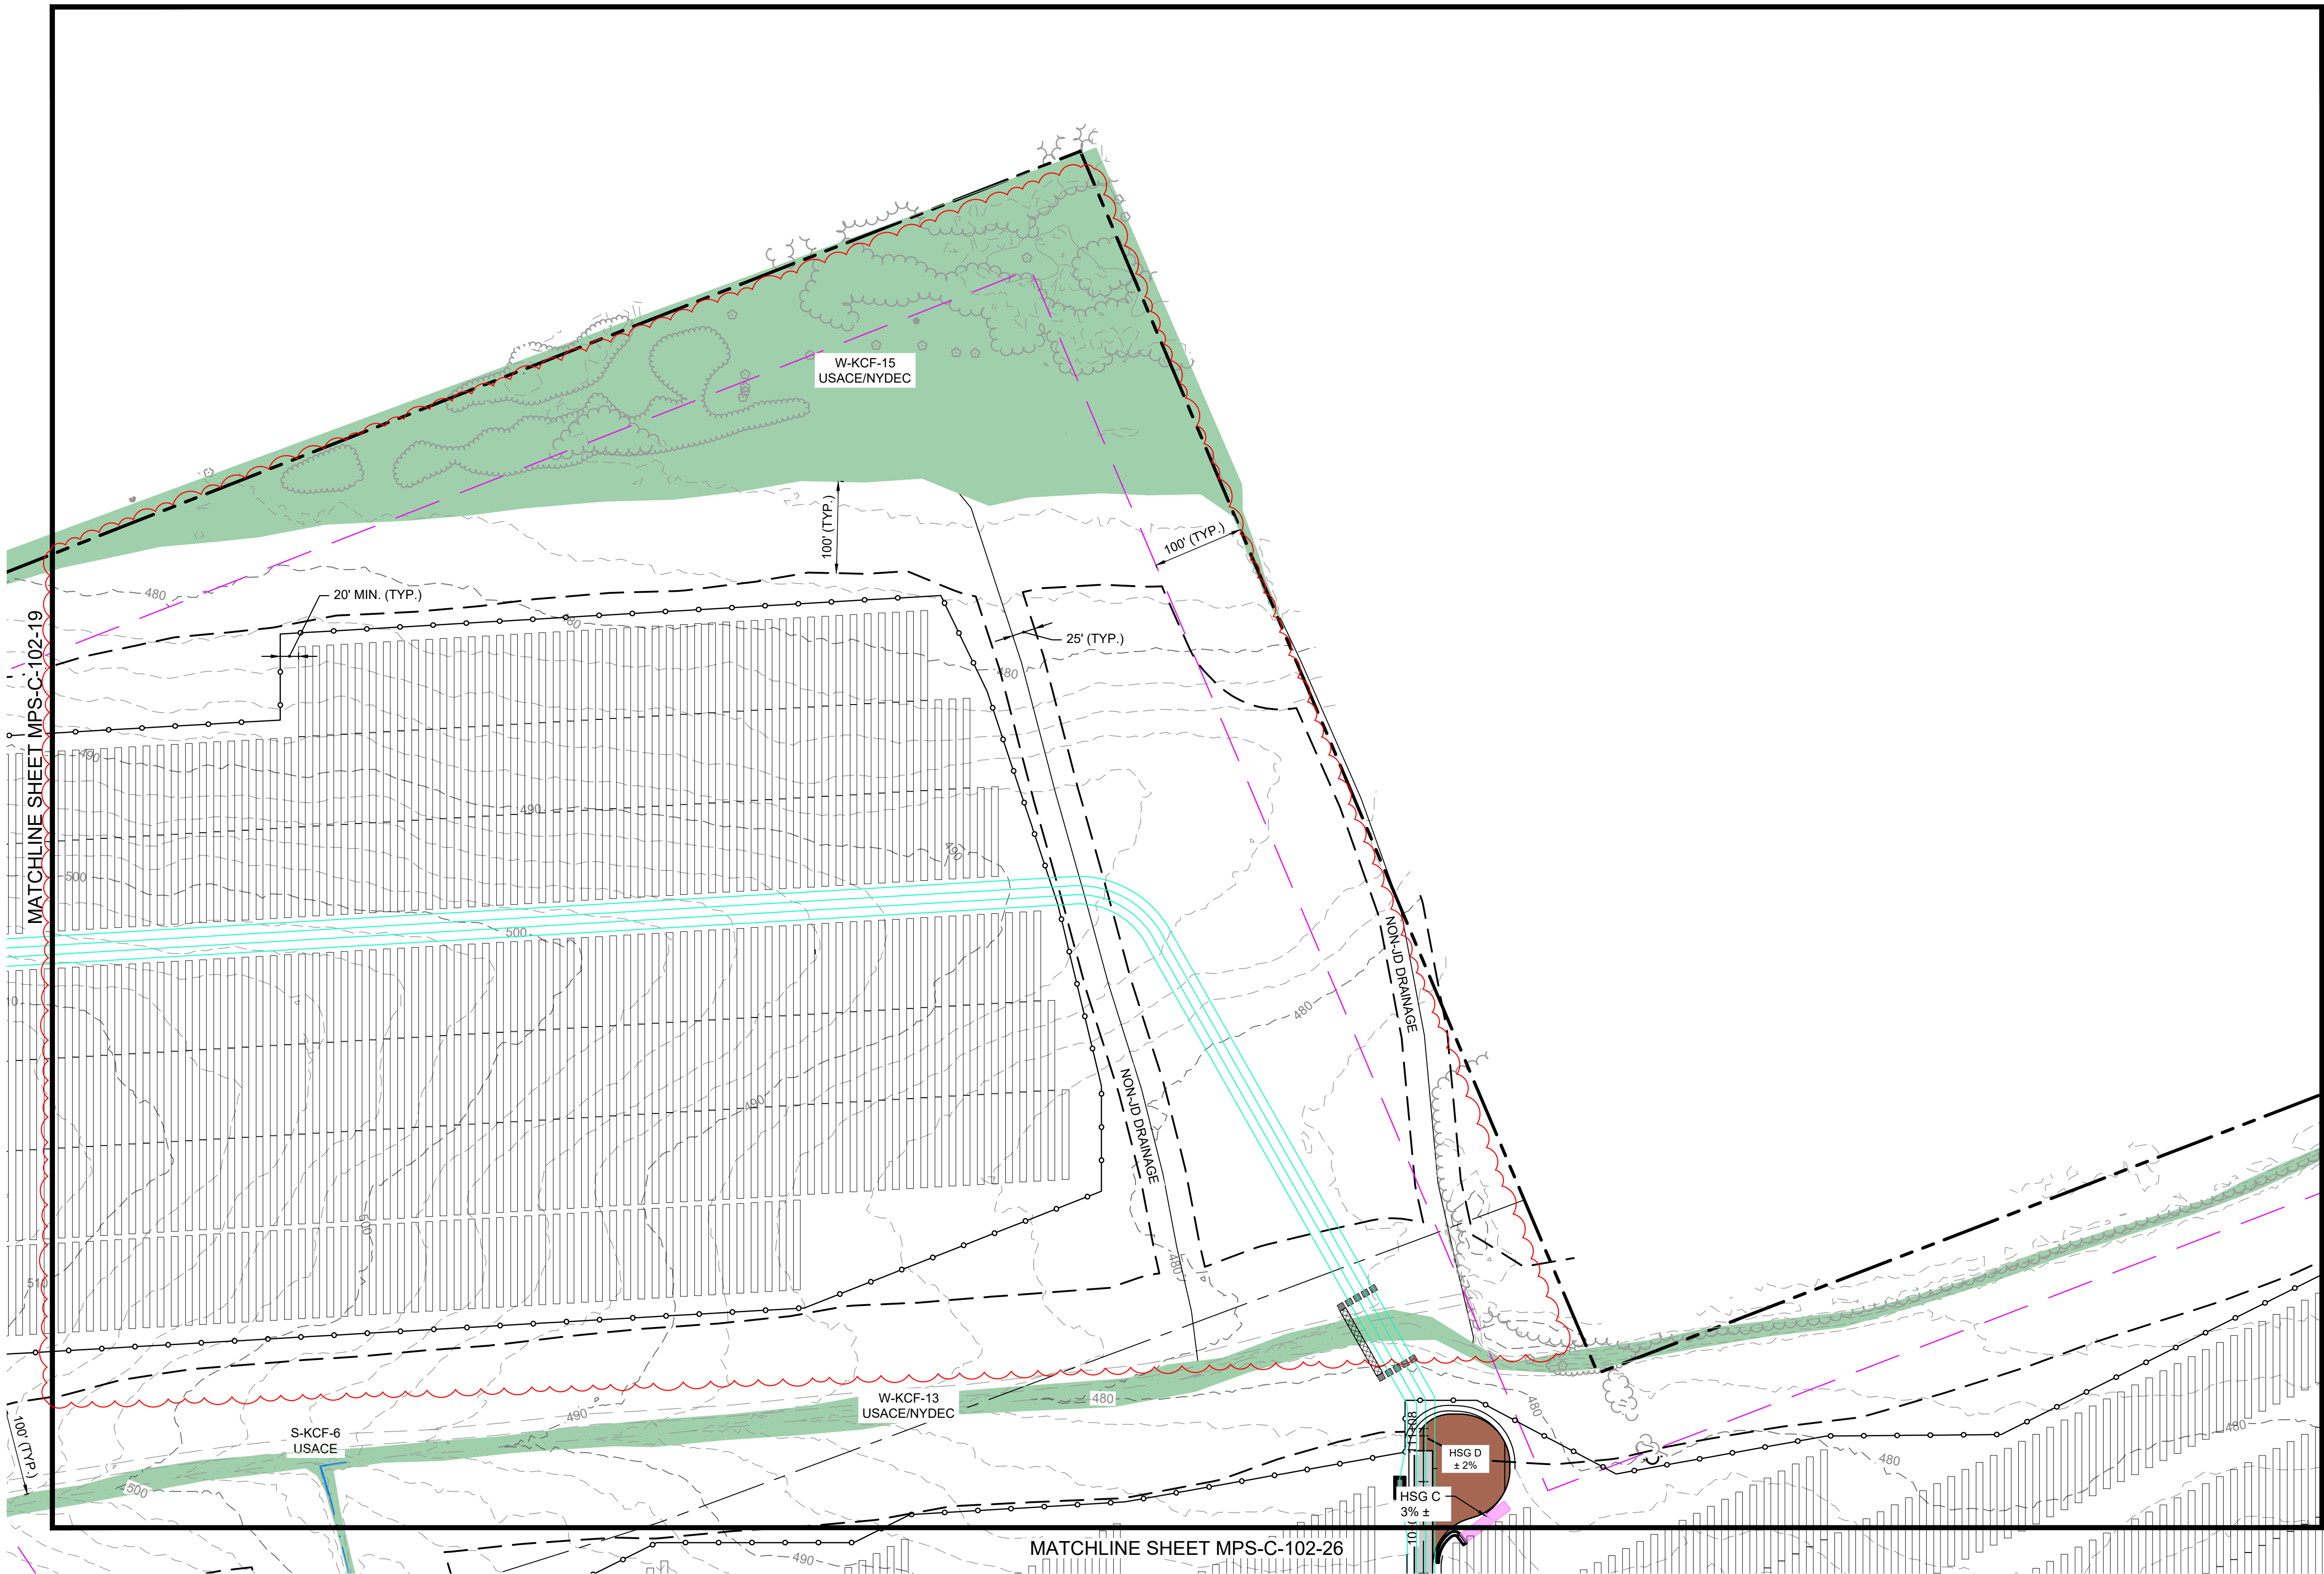 W-KCF-15
USACE/NYDEC
100' (TYP.)
100' (TYP.)
480
20' MIN. (TYP.)
480
25' (TYP.)
480
MATCHLINE SHEET MPS-C-102-19
490
490
490
500
500
NON-JD DRAINAGE
480
490
NON-JD DRAINAGE
500
510
480
W-KCF-13
USACE/NYDEC
480
490
S-KCF-6
USACE
100' (TYP.)
500
480
480
480
HSG D
± 2%
HSG C
3% ±
MATCHLINE SHEET MPS-C-102-26
490